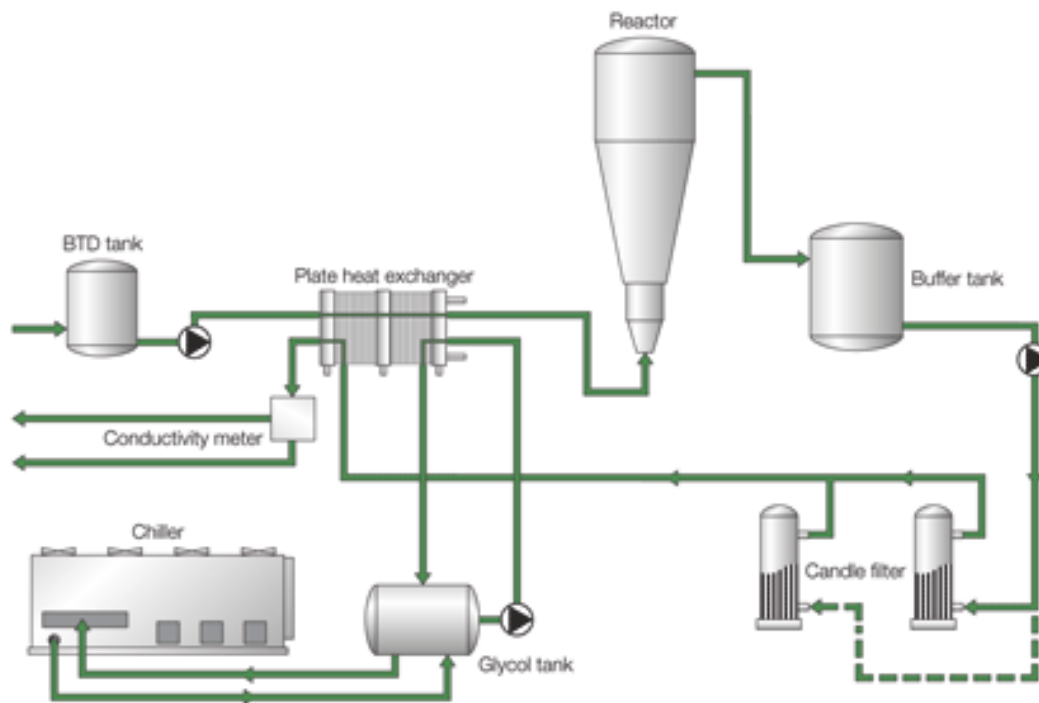 Reactor
BTD tank
Plate heat exchanger
Buffer tank
Conductivity meter
Chiller
Candle filter
Glycol tank